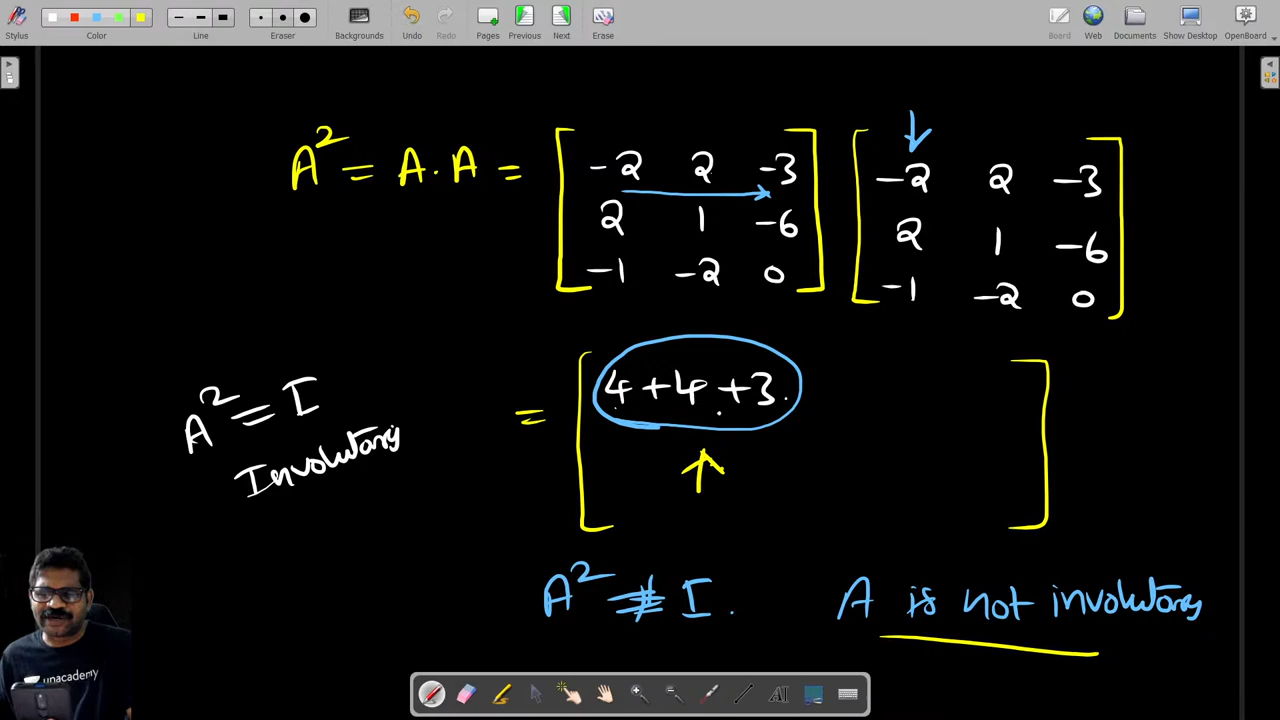 Stylus Color Line Eraser Backgrounds Undo Redo Pages Previous Next Erase Board Web Documents Show Desktop OpenBoard
A² = A . A = [ -2 2 -3 ] [ -2 2 -3 ]
2 1 -6 2 1 -6
-1 -2 0 -1 -2 0
= [ 4 + 4 + 3 . ]
A² = I
Involutory
A² ≠ I . A is not involutory
unacademy